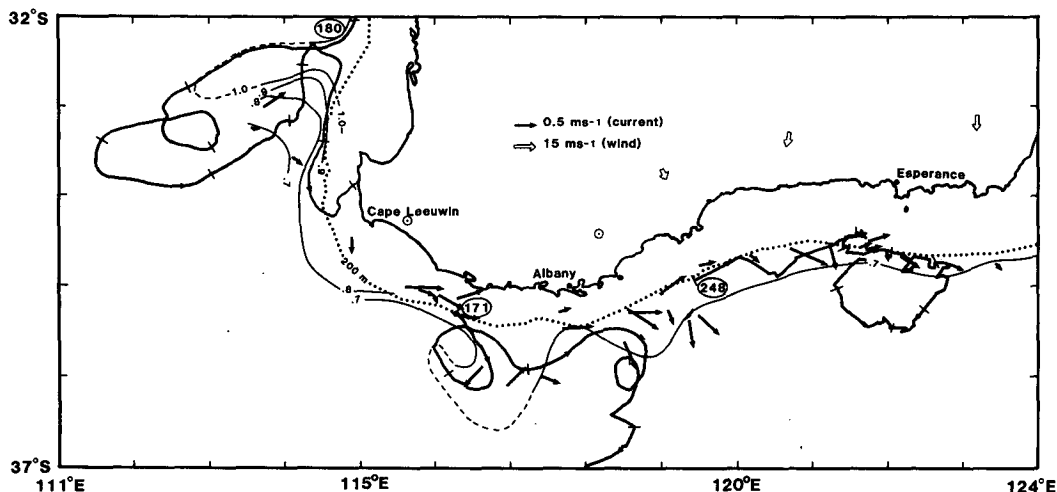 32°S
180
1.0
.9
.8
1.0
.7
0.5 ms-1 (current)
15 ms-1 (wind)
Esperance
Cape Leeuwin
200 m
Albany
.8
.7
171
248
.7
37°S
111°E
115°E
120°E
124°E